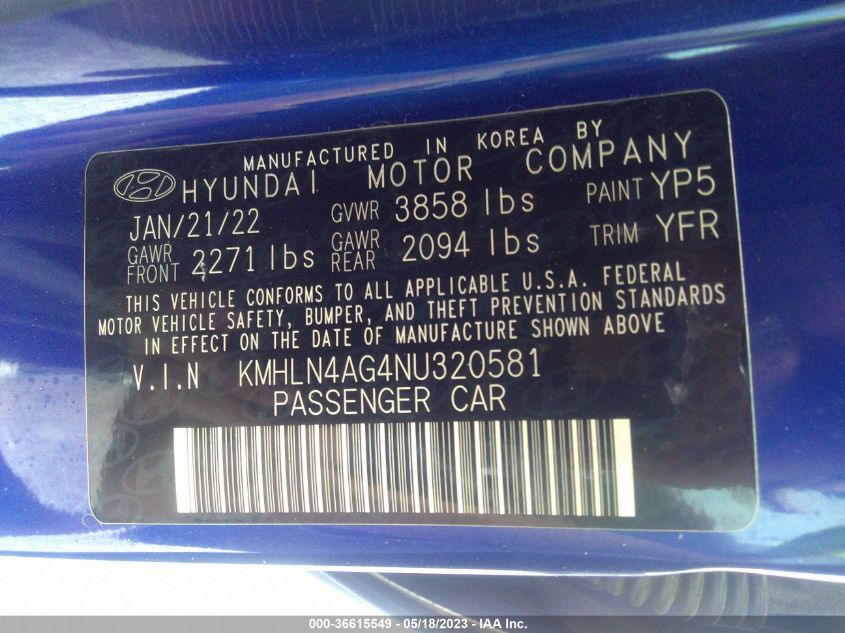 MANUFACTURED IN KOREA BY
HYUNDAI MOTOR COMPANY
JAN/21/22 GVWR 3858 lbs PAINT YP5
GAWR FRONT 2271 lbs GAWR REAR 2094 lbs TRIM YFR
THIS VEHICLE CONFORMS TO ALL APPLICABLE U.S.A. FEDERAL
MOTOR VEHICLE SAFETY, BUMPER, AND THEFT PREVENTION STANDARDS
IN EFFECT ON THE DATE OF MANUFACTURE SHOWN ABOVE
V.I.N KMHLN4AG4NU320581
PASSENGER CAR
000-36615549 - 05/18/2023 - IAA Inc.